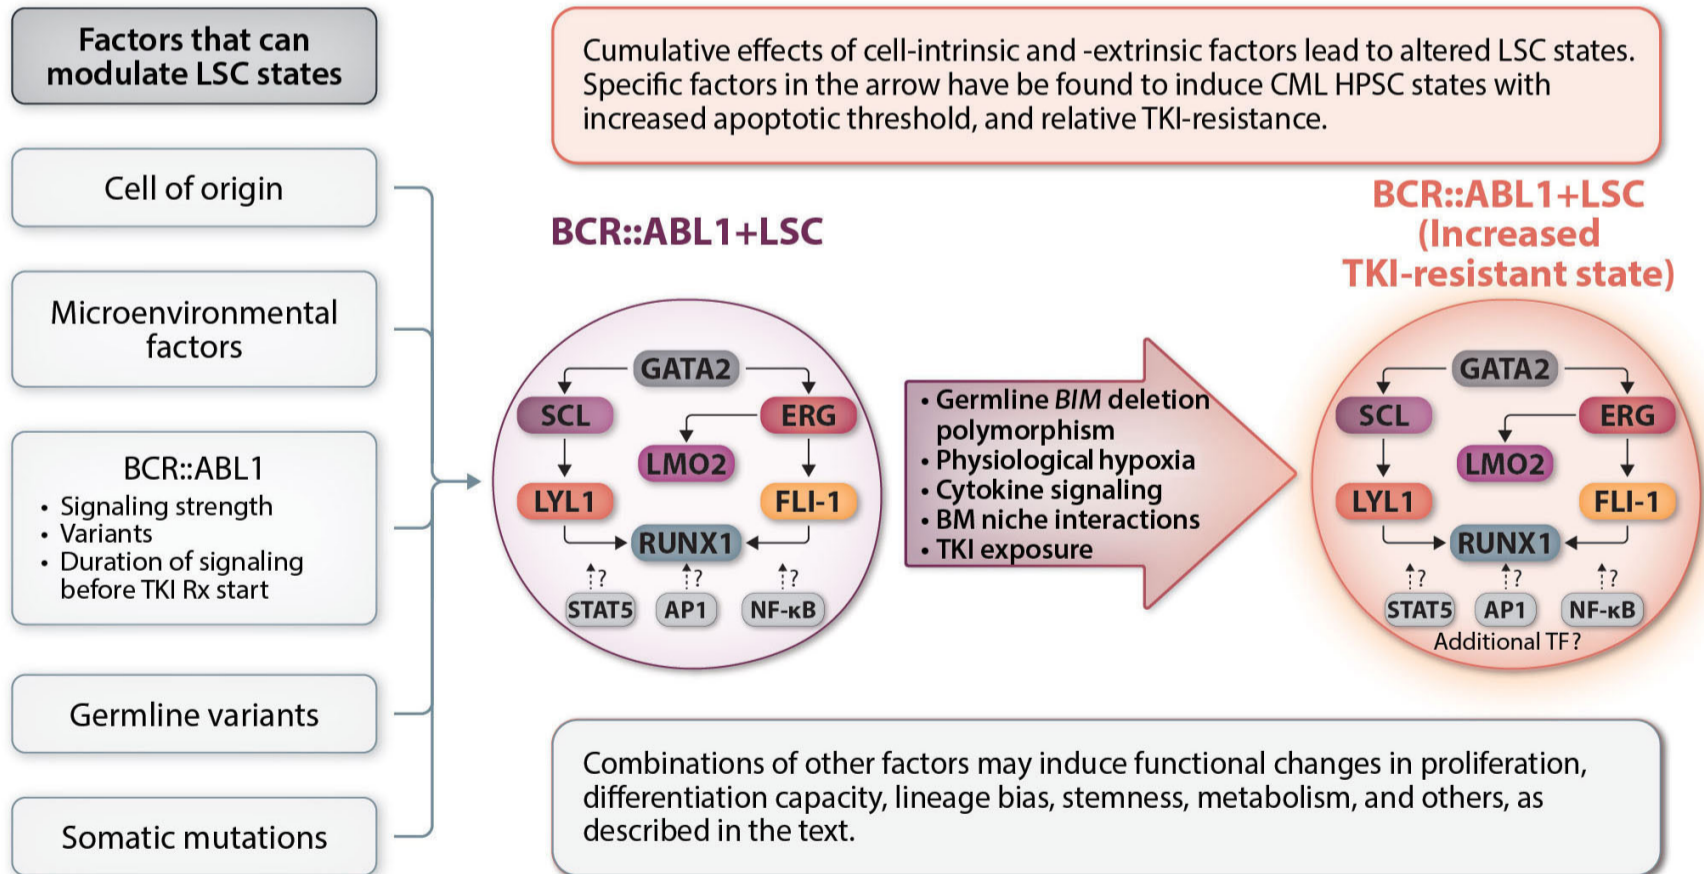 Factors that can
modulate LSC states
Cell of origin
Microenvironmental
factors
BCR::ABL1
• Signaling strength
• Variants
• Duration of signaling
before TKI Rx start
Germline variants
Somatic mutations
Cumulative effects of cell-intrinsic and -extrinsic factors lead to altered LSC states.
Specific factors in the arrow have be found to induce CML HPSC states with
increased apoptotic threshold, and relative TKI-resistance.
BCR::ABL1+LSC
GATA2
SCL
ERG
LMO2
LYL1
FLI-1
RUNX1
?
?
?
STAT5
AP1
NF-κB
• Germline BIM deletion
polymorphism
• Physiological hypoxia
• Cytokine signaling
• BM niche interactions
• TKI exposure
BCR::ABL1+LSC
(Increased
TKI-resistant state)
GATA2
SCL
ERG
LMO2
LYL1
FLI-1
RUNX1
?
?
?
STAT5
AP1
NF-κB
Additional TF?
Combinations of other factors may induce functional changes in proliferation,
differentiation capacity, lineage bias, stemness, metabolism, and others, as
described in the text.